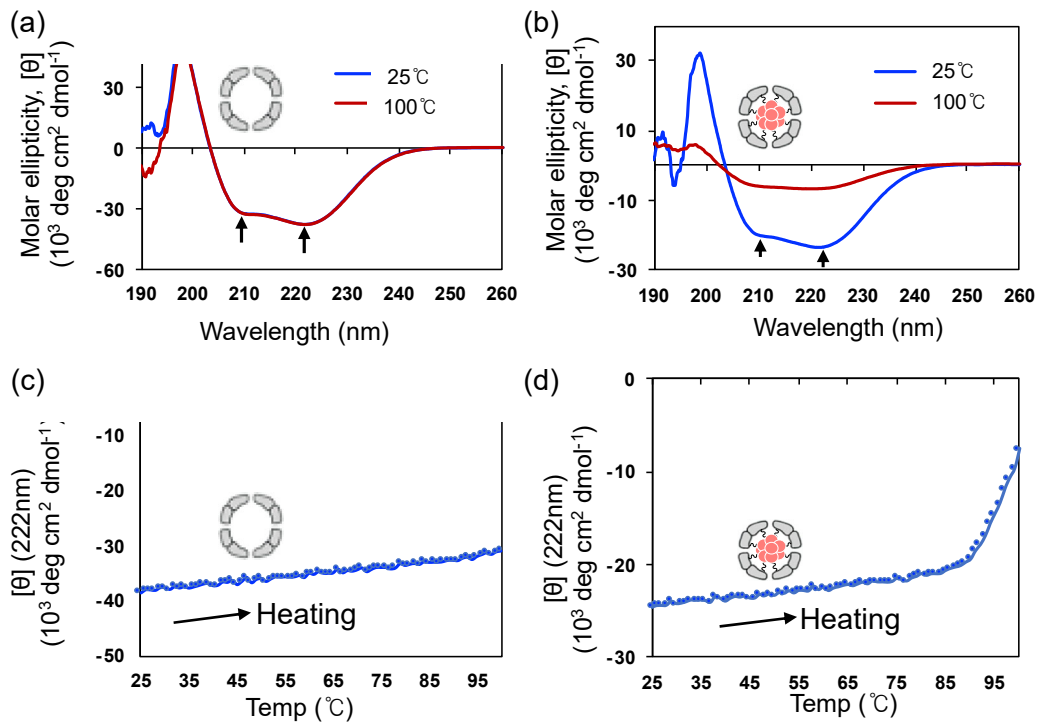 (a)
Molar ellipticity, [θ]
(10³ deg cm² dmol⁻¹)
30
0
-30
-60
25℃
100℃
190 200 210 220 230 240 250 260
Wavelength (nm)
(b)
Molar ellipticity, [θ]
(10³ deg cm² dmol⁻¹)
30
10
-10
-30
25℃
100℃
190 200 210 220 230 240 250 260
Wavelength (nm)
(c)
[θ] (222nm)
(10³ deg cm² dmol⁻¹)
-10
-20
-30
-40
-50
Heating
25 35 45 55 65 75 85 95
Temp (℃)
(d)
[θ] (222nm)
(10³ deg cm² dmol⁻¹)
0
-10
-20
-30
Heating
25 35 45 55 65 75 85 95
Temp (℃)